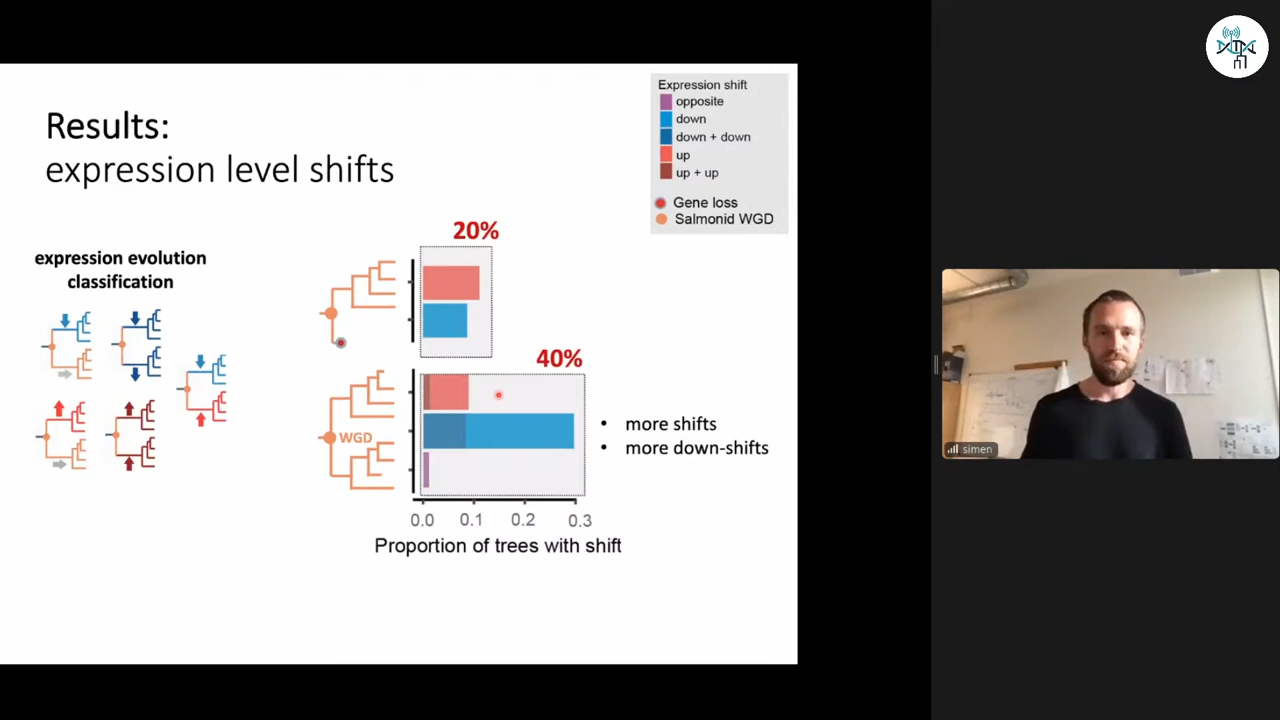 Results:
expression level shifts
expression evolution
classification
Expression shift
opposite
down
down + down
up
up + up
Gene loss
Salmonid WGD
20%
40%
WGD
• more shifts
• more down-shifts
0.0 0.1 0.2 0.3
Proportion of trees with shift
simen